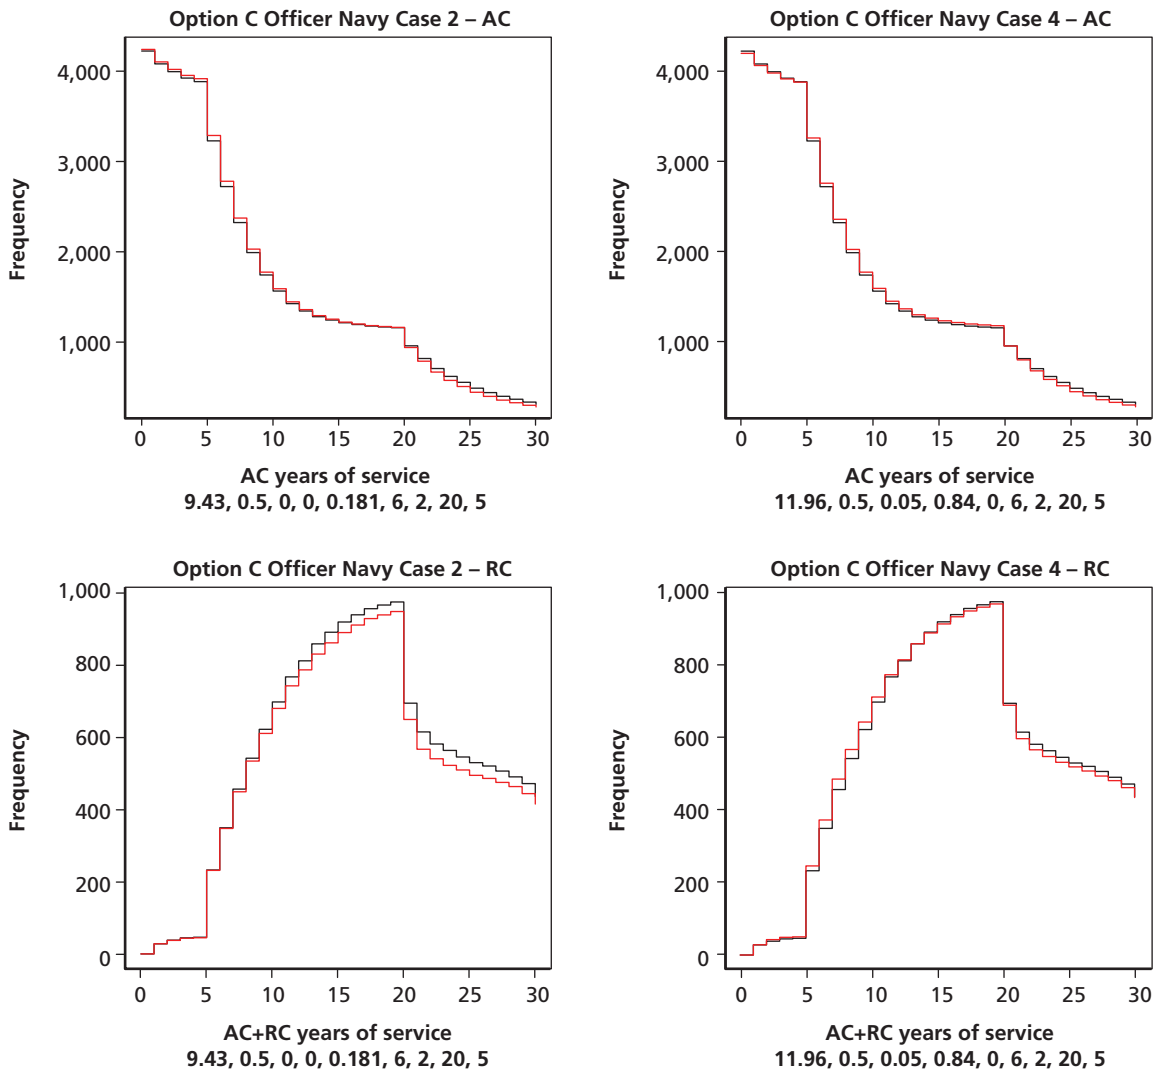 Option C Officer Navy Case 2 – AC
Frequency
4,000
3,000
2,000
1,000
0 5 10 15 20 25 30
AC years of service
9.43, 0.5, 0, 0, 0.181, 6, 2, 20, 5
Option C Officer Navy Case 4 – AC
Frequency
4,000
3,000
2,000
1,000
0 5 10 15 20 25 30
AC years of service
11.96, 0.5, 0.05, 0.84, 0, 6, 2, 20, 5
Option C Officer Navy Case 2 – RC
Frequency
1,000
800
600
400
200
0
0 5 10 15 20 25 30
AC+RC years of service
9.43, 0.5, 0, 0, 0.181, 6, 2, 20, 5
Option C Officer Navy Case 4 – RC
Frequency
1,000
800
600
400
200
0
0 5 10 15 20 25 30
AC+RC years of service
11.96, 0.5, 0.05, 0.84, 0, 6, 2, 20, 5